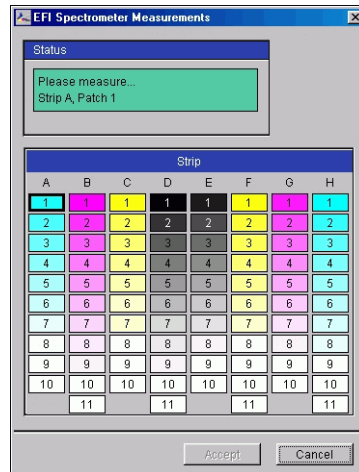 EFI Spectrometer Measurements
Status
Please measure...
Strip A, Patch 1
Strip
A B C D E F G H
1 1 1 1 1 1 1 1
2 2 2 2 2 2 2 2
3 3 3 3 3 3 3 3
4 4 4 4 4 4 4 4
5 5 5 5 5 5 5 5
6 6 6 6 6 6 6 6
7 7 7 7 7 7 7 7
8 8 8 8 8 8 8 8
9 9 9 9 9 9 9 9
10 10 10 10 10 10 10 10
11 11 11 11
Accept Cancel